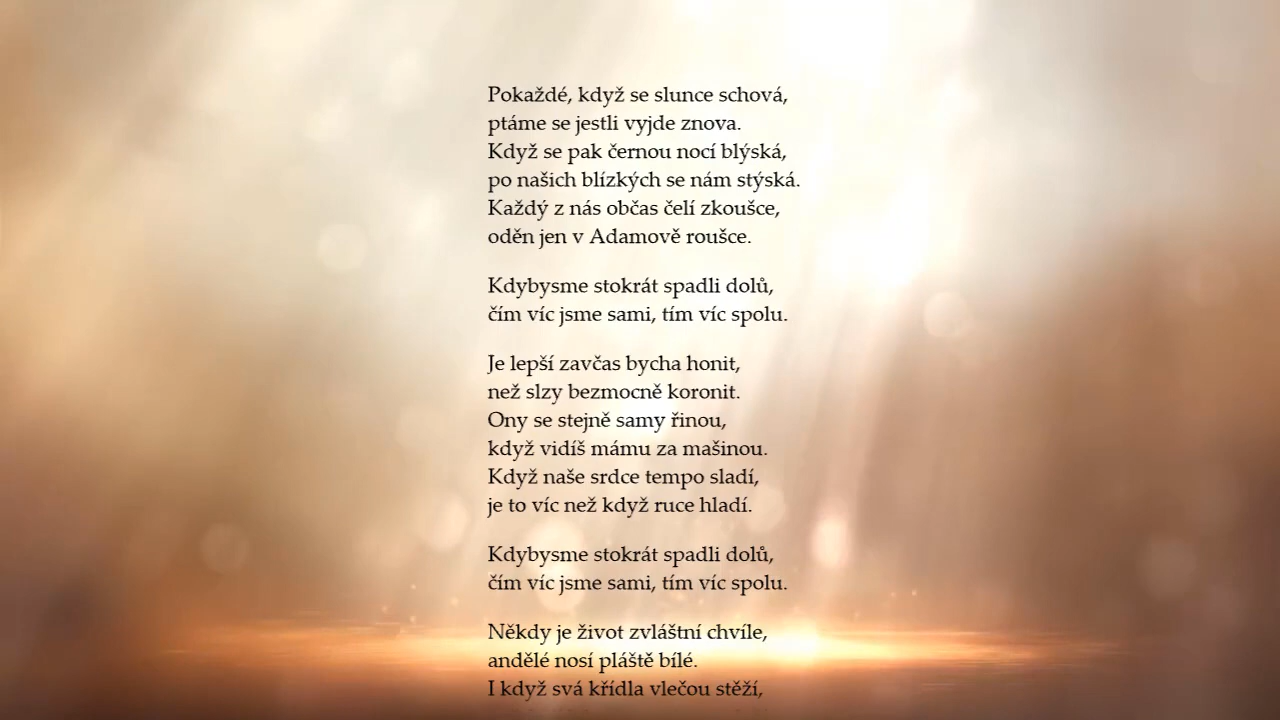 Pokaždé, když se slunce schová,
ptáme se jestli vyjde znova.
Když se pak černou nocí blýská,
po našich blízkých se nám stýská.
Každý z nás občas čelí zkoušce,
oděn jen v Adamově roušce.
Kdybysme stokrát spadli dolů,
čím víc jsme sami, tím víc spolu.
Je lepší zavčas bycha honit,
než slzy bezmocně koronit.
Ony se stejně samy řinou,
když vidíš mámu za mašinou.
Když naše srdce tempo sladí,
je to víc než když ruce hladí.
Kdybysme stokrát spadli dolů,
čím víc jsme sami, tím víc spolu.
Někdy je život zvláštní chvíle,
andělé nosí pláště bílé.
I když svá křídla vlečou stěží,